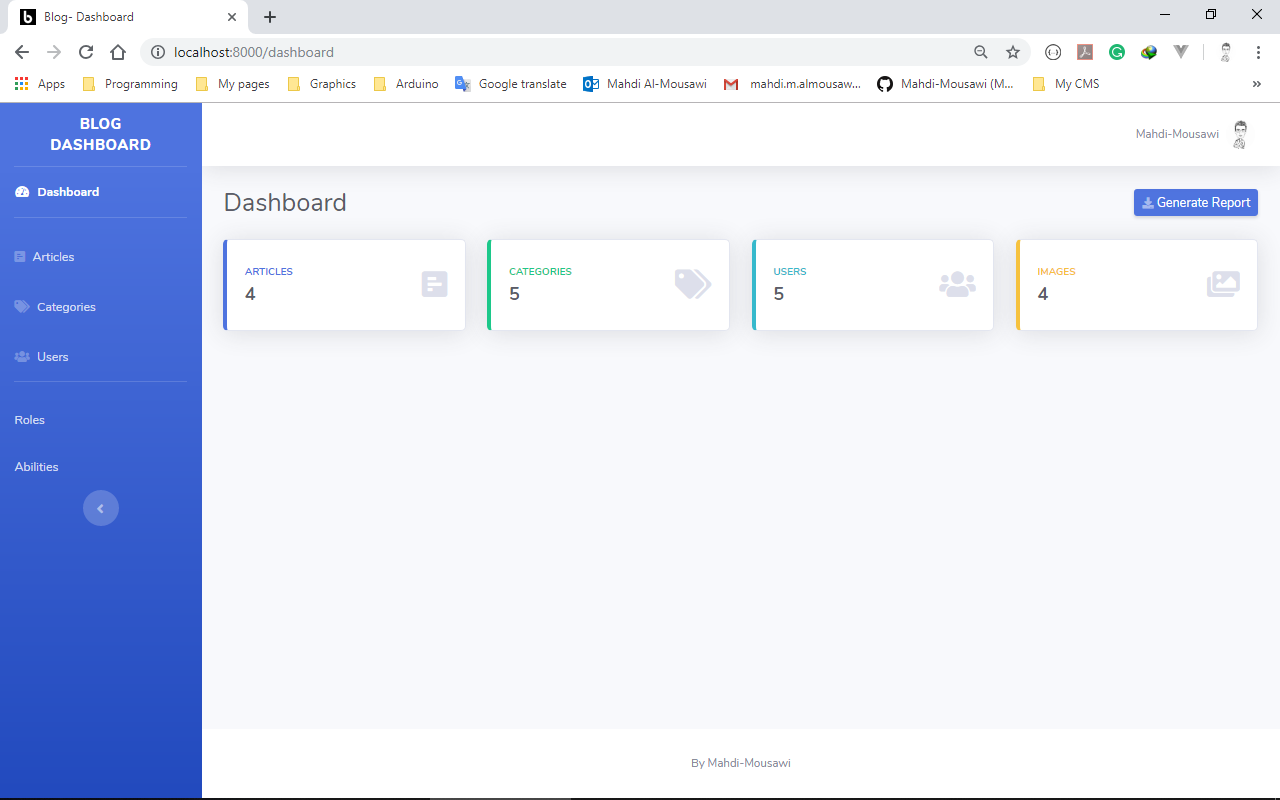 Blog- Dashboard
localhost:8000/dashboard
Apps Programming My pages Graphics Arduino Google translate Mahdi Al-Mousawi mahdi.m.almousaw... Mahdi-Mousawi (M... My CMS »
BLOG
DASHBOARD
Dashboard
Articles
Categories
Users
Roles
Abilities
Mahdi-Mousawi
Dashboard
Generate Report
ARTICLES
4
CATEGORIES
5
USERS
5
IMAGES
4
By Mahdi-Mousawi